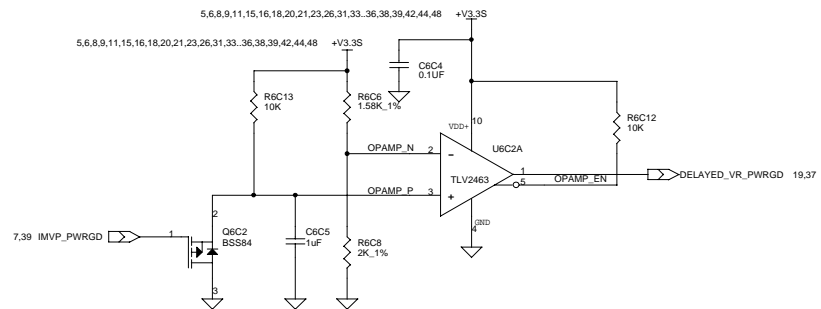 5,6,8,9,11,15,16,18,20,21,23,26,31,33..36,38,39,42,44,48 +V3.3S
5,6,8,9,11,15,16,18,20,21,23,26,31,33..36,38,39,42,44,48 +V3.3S
C6C4
0.1UF
R6C13
10K
R6C6
1.58K_1%
R6C12
10K
VDD+ 10
U6C2A
OPAMP_N 2
TLV2463
1
5 OPAMP_EN
DELAYED_VR_PWRGD 19,37
OPAMP_P 3
GND
4
2
7,39 IMVP_PWRGD 1
Q6C2
BSS84
C6C5
1uF
R6C8
2K_1%
3